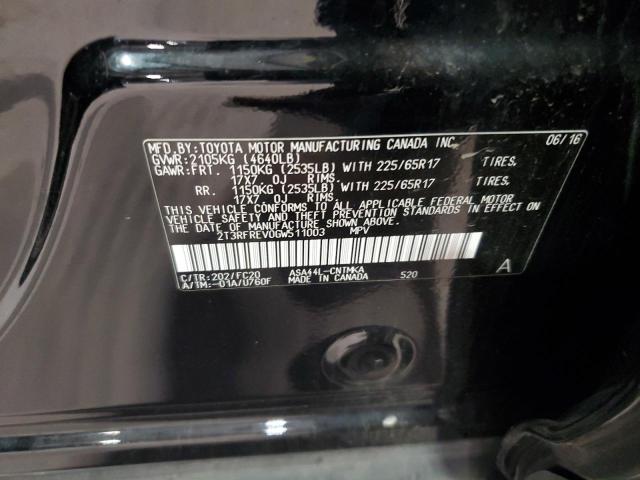 MFD.BY:TOYOTA MOTOR MANUFACTURING CANADA INC. 06/16
GVWR:2105KG (4640LB)
GAWR:FRT. 1150KG (2535LB) WITH 225/65R17 TIRES.
17X7 0J RIMS.
RR. 1150KG (2535LB) WITH 225/65R17 TIRES.
17X7 0J RIMS.
THIS VEHICLE CONFORMS TO ALL APPLICABLE FEDERAL MOTOR
VEHICLE SAFETY AND THEFT PREVENTION STANDARDS IN EFFECT ON
THE DATE OF MANUFACTURE SHOWN ABOVE.
2T3RFREV0GW511003 MPV
C/TR:202/FC20 ASA44L-CNTMKA 520 A
A/TM:-01A/U760F MADE IN CANADA